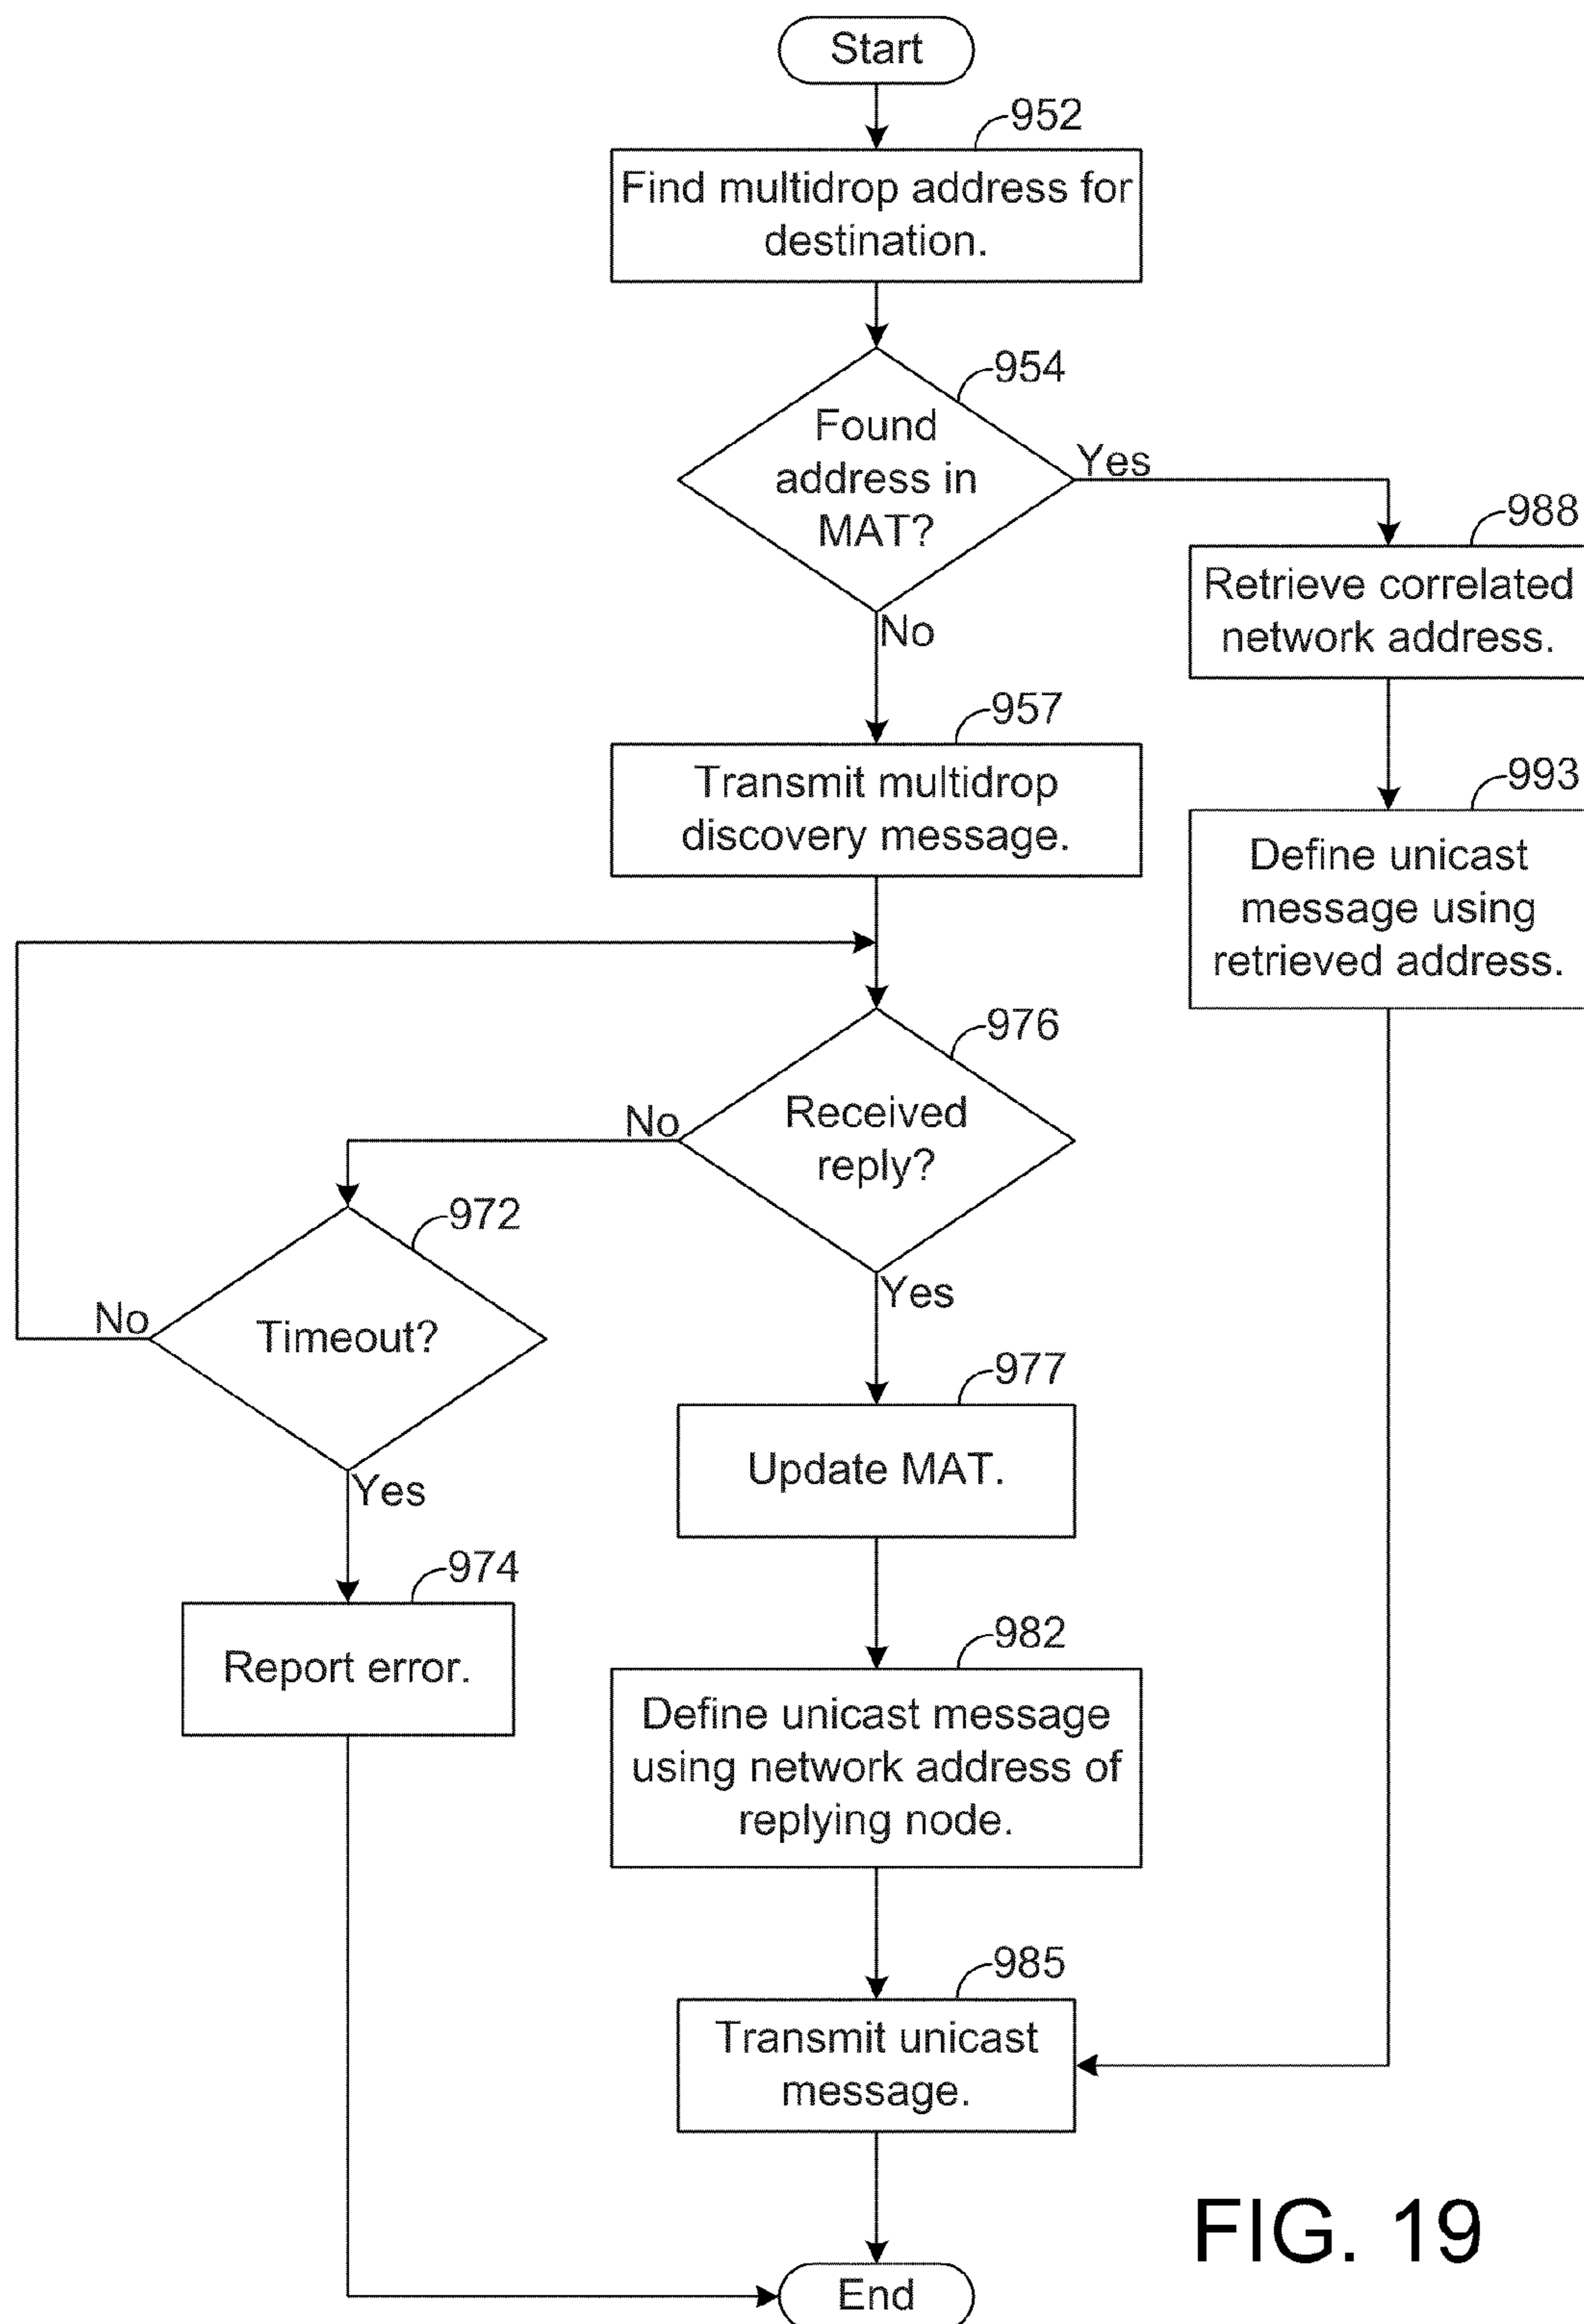 Start
952
Find multidrop address for
destination.
954
Found
address in
MAT?
Yes
No
988
Retrieve correlated
network address.
957
Transmit multidrop
discovery message.
993
Define unicast
message using
retrieved address.
976
Received
reply?
No
Yes
972
Timeout?
No
Yes
977
Update MAT.
974
Report error.
982
Define unicast message
using network address of
replying node.
985
Transmit unicast
message.
End
FIG. 19